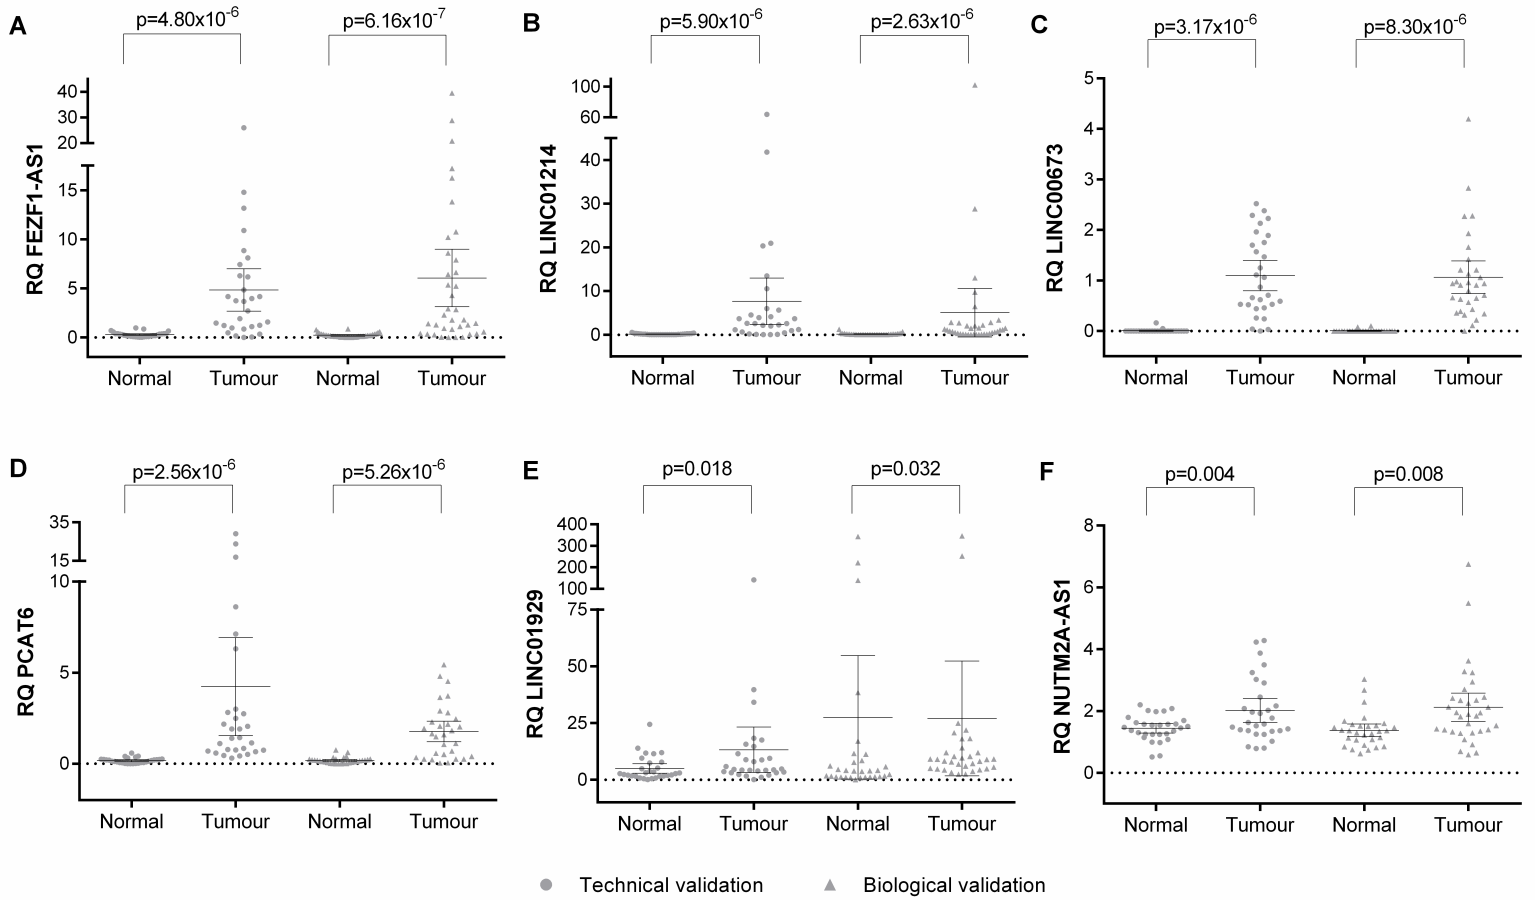 A
p=4.80x10-6
p=6.16x10-7
RQ FEZF1-AS1
40
30
20
15
10
5
0
Normal
Tumour
Normal
Tumour
B
p=5.90x10-6
p=2.63x10-6
RQ LINC01214
100
60
40
30
20
10
0
Normal
Tumour
Normal
Tumour
C
p=3.17x10-6
p=8.30x10-6
RQ LINC00673
5
4
3
2
1
0
Normal
Tumour
Normal
Tumour
D
p=2.56x10-6
p=5.26x10-6
RQ PCAT6
35
15
10
5
0
Normal
Tumour
Normal
Tumour
E
p=0.018
p=0.032
RQ LINC01929
400
300
200
100
75
50
25
0
Normal
Tumour
Normal
Tumour
F
p=0.004
p=0.008
RQ NUTM2A-AS1
8
6
4
2
0
Normal
Tumour
Normal
Tumour
Technical validation
Biological validation